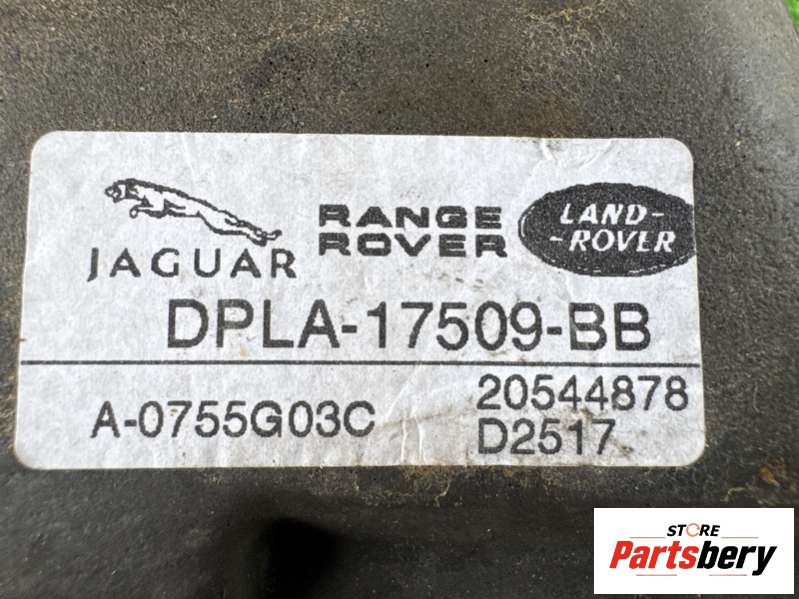 JAGUAR
RANGE
ROVER
LAND-
-ROVER
DPLA-17509-BB
A-0755G03C
20544878
D2517
STORE
Partsbery